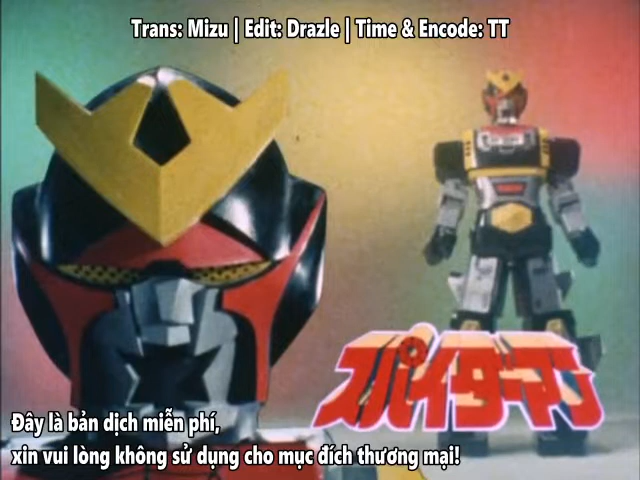 Trans: Mizu | Edit: Drazle | Time & Encode: TT
スパイダーマン
Đây là bản dịch miễn phí,
xin vui lòng không sử dụng cho mục đích thương mại!